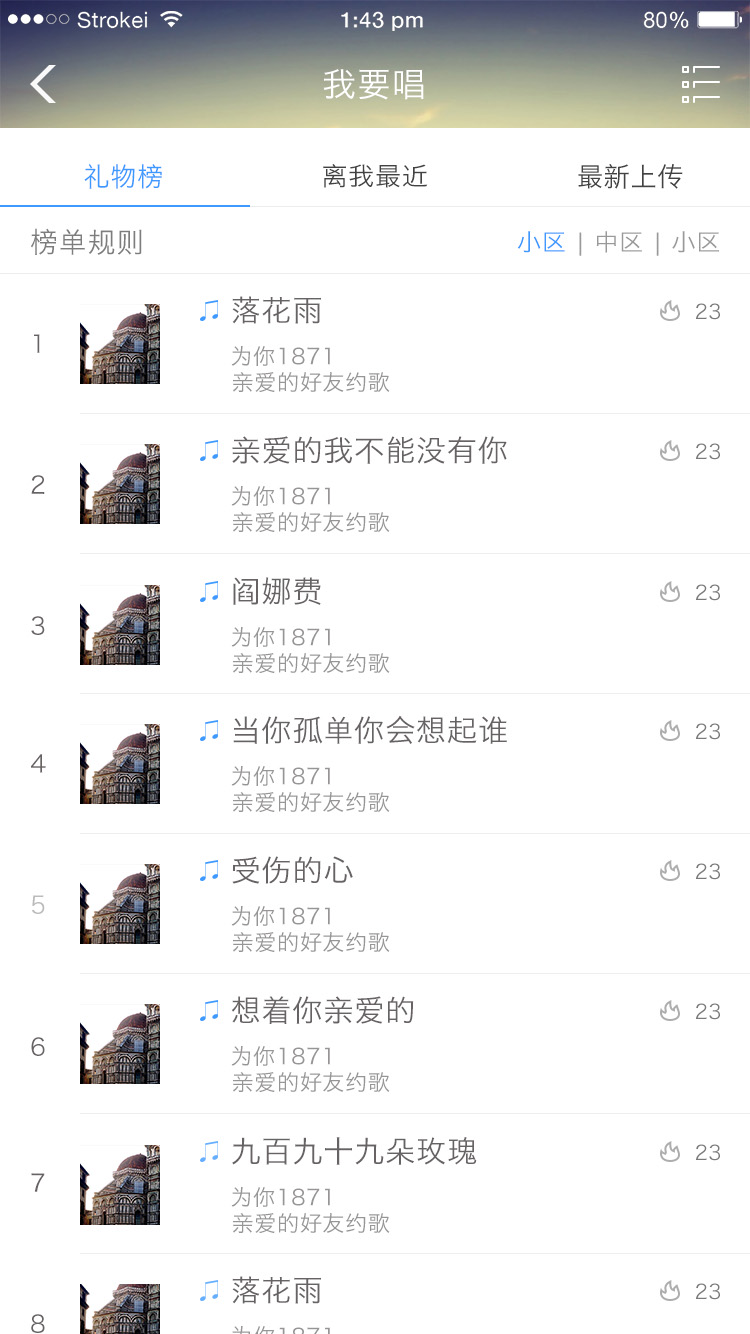 Strokei 1:43 pm 80%
我要唱
礼物榜 离我最近 最新上传
榜单规则 小区 | 中区 | 小区
1 落花雨 23
为你1871
亲爱的好友约歌
2 亲爱的我不能没有你 23
为你1871
亲爱的好友约歌
3 阎娜费 23
为你1871
亲爱的好友约歌
4 当你孤单你会想起谁 23
为你1871
亲爱的好友约歌
5 受伤的心 23
为你1871
亲爱的好友约歌
6 想着你亲爱的 23
为你1871
亲爱的好友约歌
7 九百九十九朵玫瑰 23
为你1871
亲爱的好友约歌
8 落花雨 23
为你1871